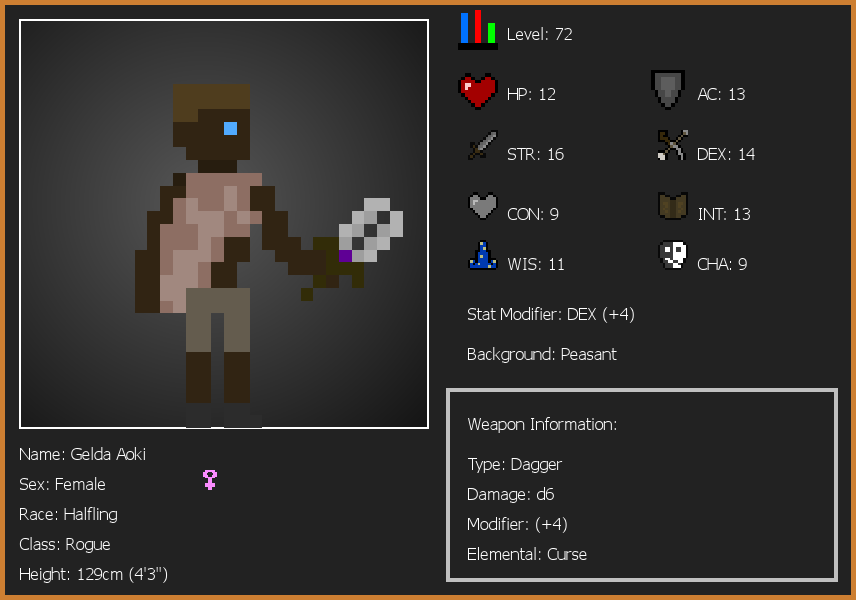 Level: 72
HP: 12
AC: 13
STR: 16
DEX: 14
CON: 9
INT: 13
WIS: 11
CHA: 9
Stat Modifier: DEX (+4)
Background: Peasant
Weapon Information:
Type: Dagger
Damage: d6
Modifier: (+4)
Elemental: Curse
Name: Gelda Aoki
Sex: Female
Race: Halfling
Class: Rogue
Height: 129cm (4'3")